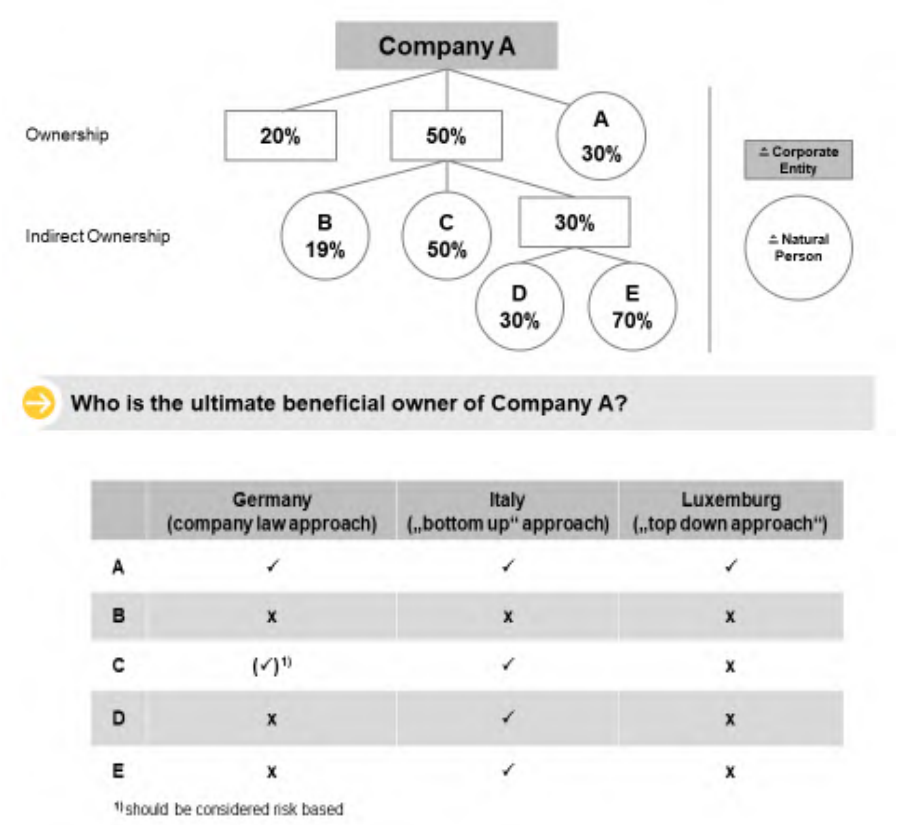 Company A
Ownership
20%
50%
A
30%
≙ Corporate
Entity
Indirect Ownership
B
19%
C
50%
30%
≙ Natural
Person
D
30%
E
70%
Who is the ultimate beneficial owner of Company A?
Germany
(company law approach)
Italy
(„bottom up“ approach)
Luxemburg
(„top down approach“)
A ✓ ✓ ✓
B x x x
C (✓)¹⁾ ✓ x
D x ✓ x
E x ✓ x
¹⁾ should be considered risk based